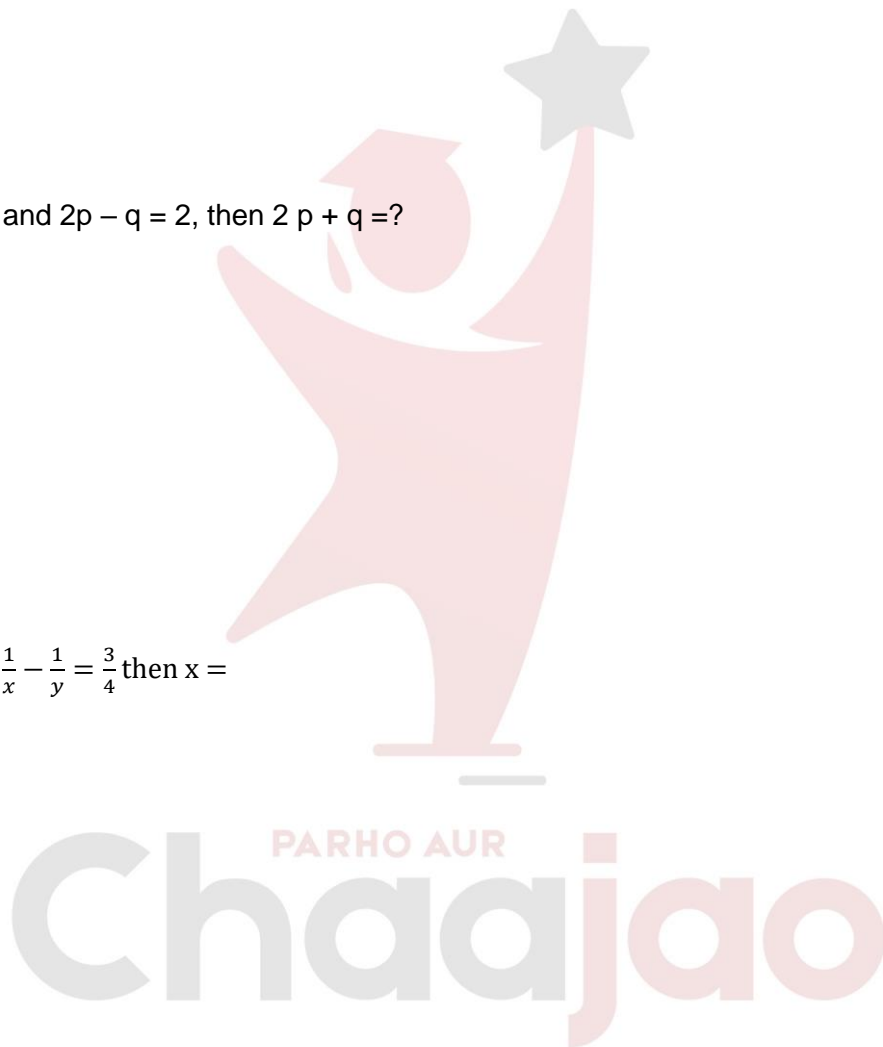 and 2p – q = 2, then 2 p + q =?
1/x − 1/y = 3/4 then x =
PARHO AUR
Chaajao